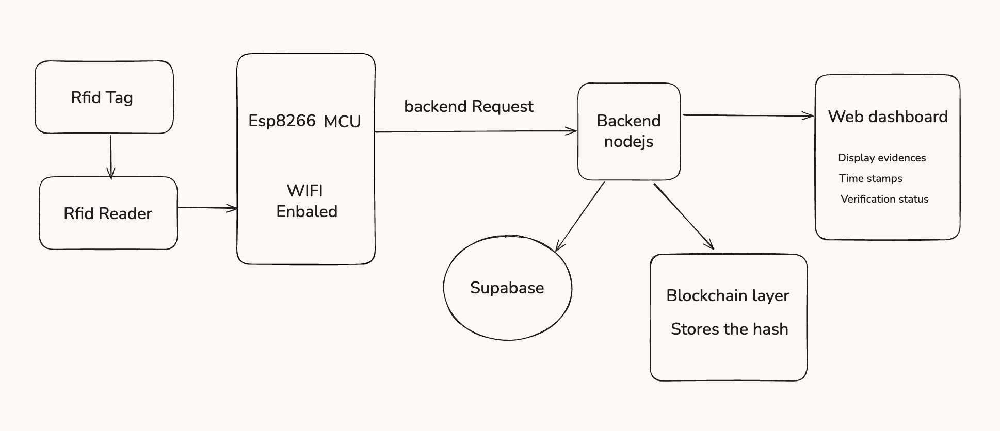 Rfid Tag
Rfid Reader
Esp8266 MCU
WIFI
Enbaled
backend Request
Backend
nodejs
Web dashboard
Display evidences
Time stamps
Verification status
Supabase
Blockchain layer
Stores the hash